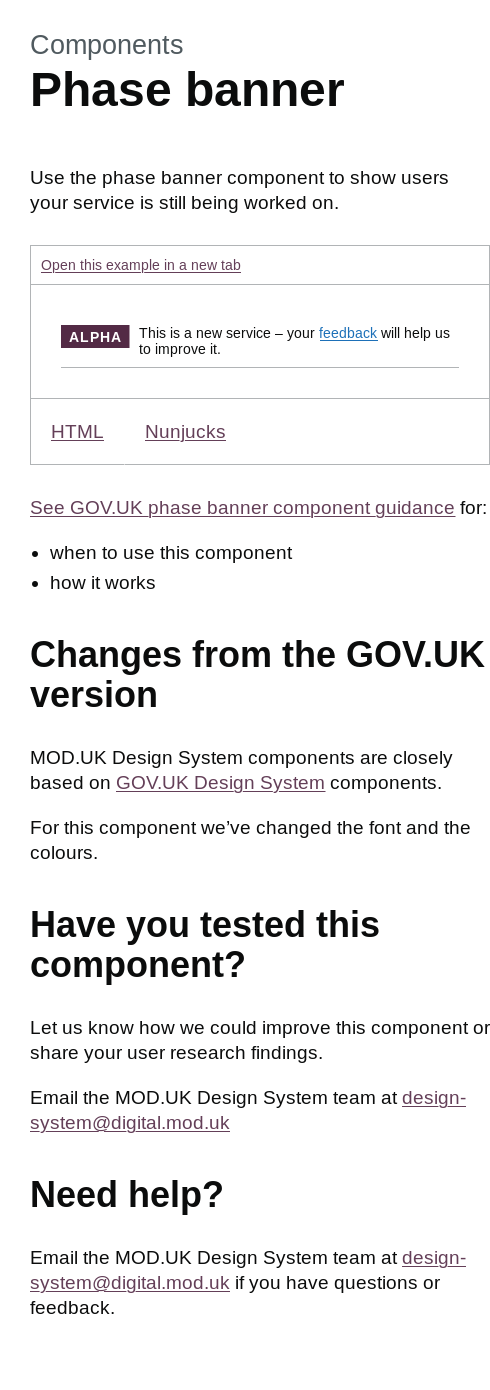 Components
Phase banner
Use the phase banner component to show users
your service is still being worked on.
Open this example in a new tab
ALPHA This is a new service – your feedback will help us
to improve it.
HTML Nunjucks
See GOV.UK phase banner component guidance for:
• when to use this component
• how it works
Changes from the GOV.UK
version
MOD.UK Design System components are closely
based on GOV.UK Design System components.
For this component we’ve changed the font and the
colours.
Have you tested this
component?
Let us know how we could improve this component or
share your user research findings.
Email the MOD.UK Design System team at design-
system@digital.mod.uk
Need help?
Email the MOD.UK Design System team at design-
system@digital.mod.uk if you have questions or
feedback.